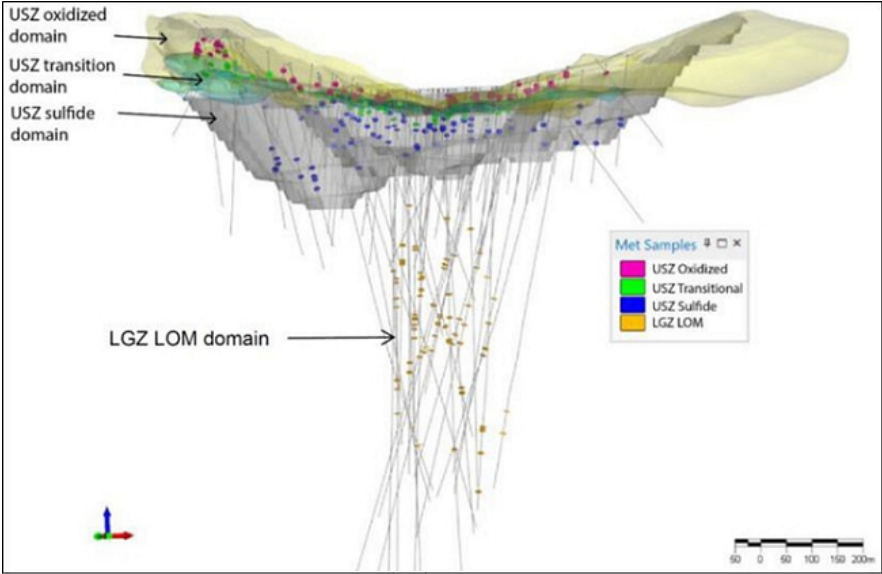 USZ oxidized
domain
USZ transition
domain
USZ sulfide
domain
LGZ LOM domain
Met Samples
USZ Oxidized
USZ Transitional
USZ Sulfide
LGZ LOM
50 0 50 100 150 200m